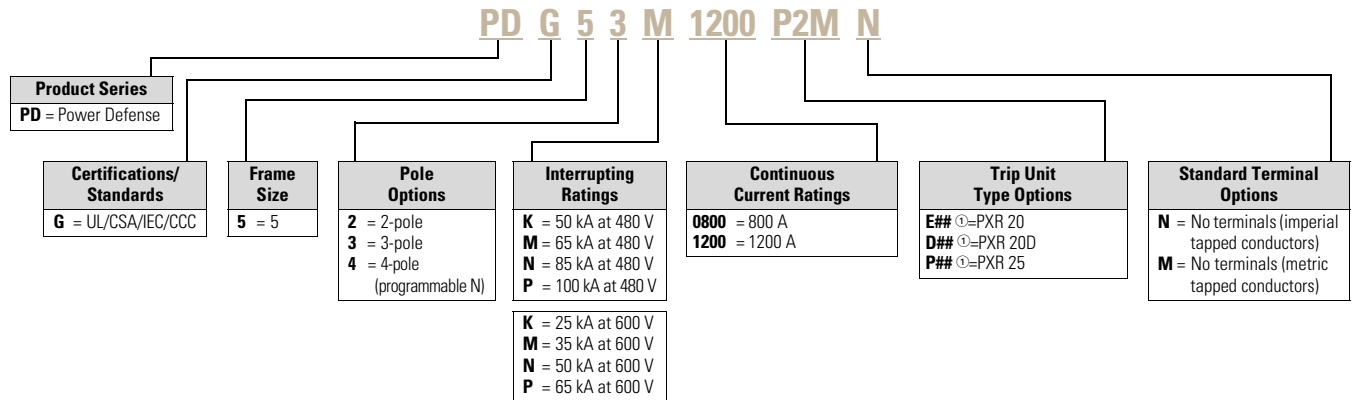 PD G 5 3 M 1200 P2M N
Product Series
PD = Power Defense
Certifications/
Standards
G = UL/CSA/IEC/CCC
Frame
Size
5 = 5
Pole
Options
2 = 2-pole
3 = 3-pole
4 = 4-pole
(programmable N)
Interrupting
Ratings
K = 50 kA at 480 V
M = 65 kA at 480 V
N = 85 kA at 480 V
P = 100 kA at 480 V
K = 25 kA at 600 V
M = 35 kA at 600 V
N = 50 kA at 600 V
P = 65 kA at 600 V
Continuous
Current Ratings
0800 = 800 A
1200 = 1200 A
Trip Unit
Type Options
E## ①=PXR 20
D## ①=PXR 20D
P## ①=PXR 25
Standard Terminal
Options
N = No terminals (imperial
tapped conductors)
M = No terminals (metric
tapped conductors)